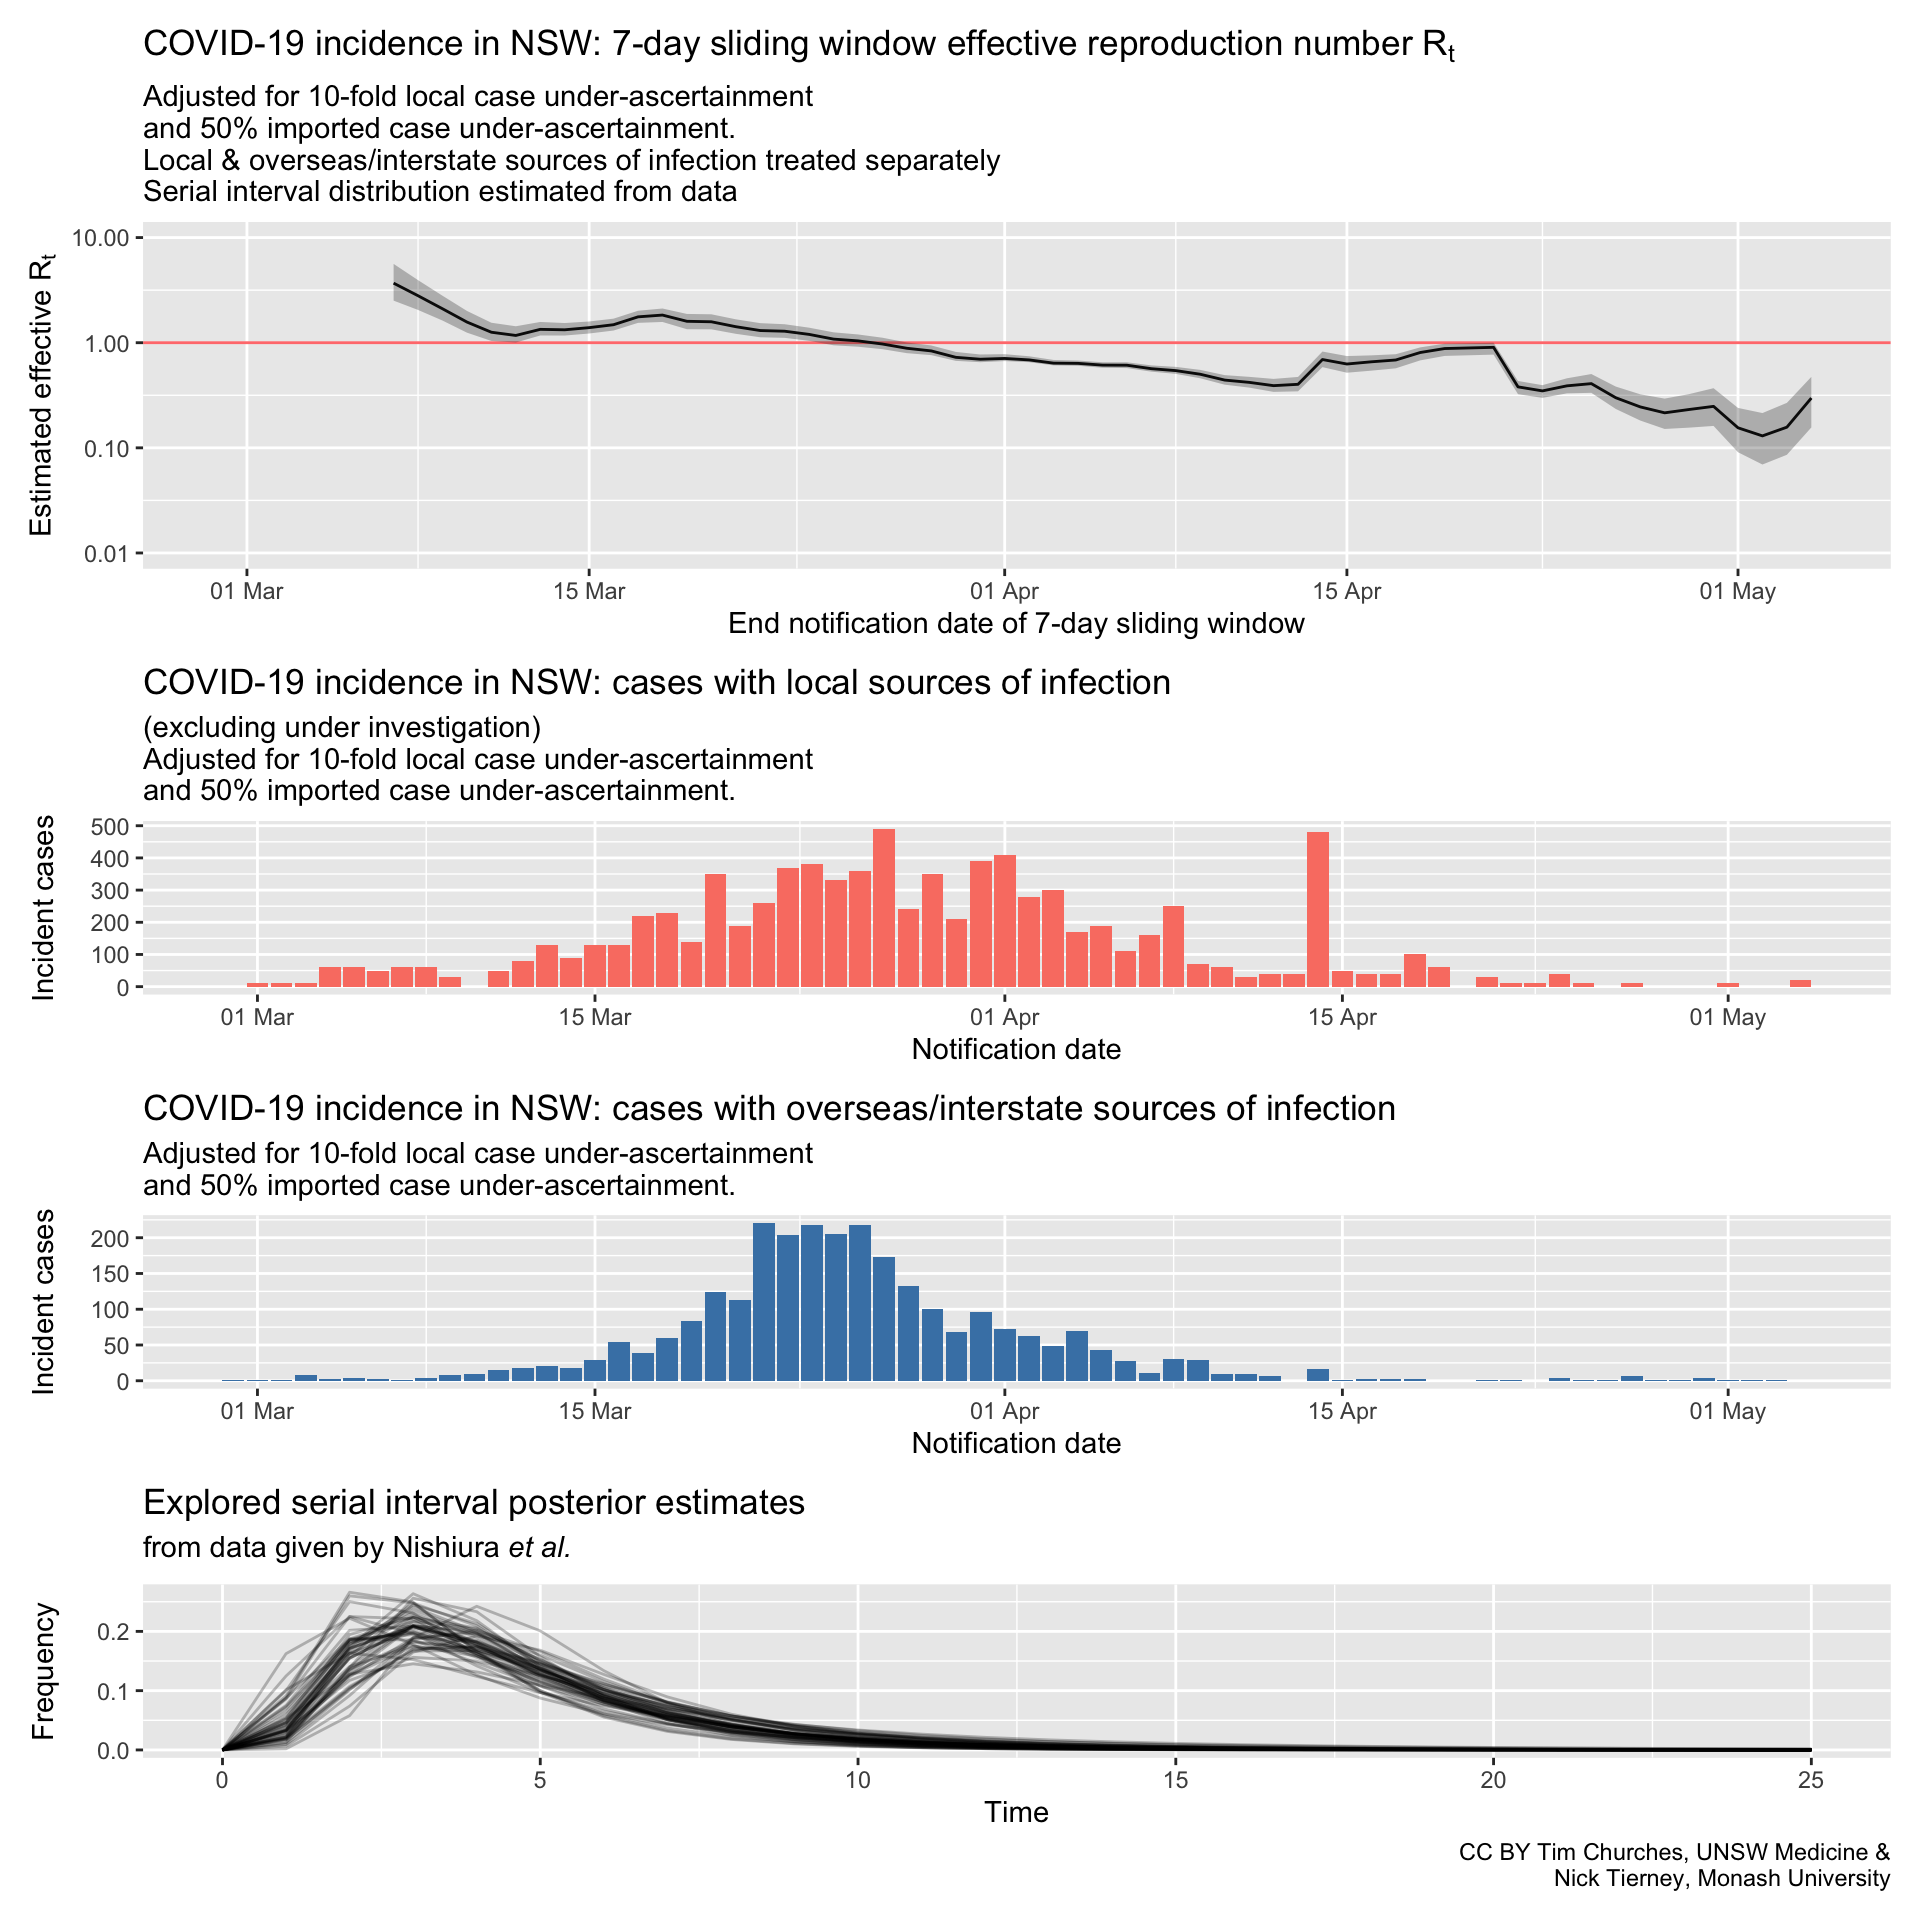 COVID-19 incidence in NSW: 7-day sliding window effective reproduction number Rt
Adjusted for 10-fold local case under-ascertainment
and 50% imported case under-ascertainment.
Local & overseas/interstate sources of infection treated separately
Serial interval distribution estimated from data
Estimated effective Rt
10.00
1.00
0.10
0.01
01 Mar 15 Mar 01 Apr 15 Apr 01 May
End notification date of 7-day sliding window
COVID-19 incidence in NSW: cases with local sources of infection
(excluding under investigation)
Adjusted for 10-fold local case under-ascertainment
and 50% imported case under-ascertainment.
Incident cases
500
400
300
200
100
0
01 Mar 15 Mar 01 Apr 15 Apr 01 May
Notification date
COVID-19 incidence in NSW: cases with overseas/interstate sources of infection
Adjusted for 10-fold local case under-ascertainment
and 50% imported case under-ascertainment.
Incident cases
200
150
100
50
0
01 Mar 15 Mar 01 Apr 15 Apr 01 May
Notification date
Explored serial interval posterior estimates
from data given by Nishiura et al.
Frequency
0.2
0.1
0.0
0 5 10 15 20 25
Time
CC BY Tim Churches, UNSW Medicine &
Nick Tierney, Monash University